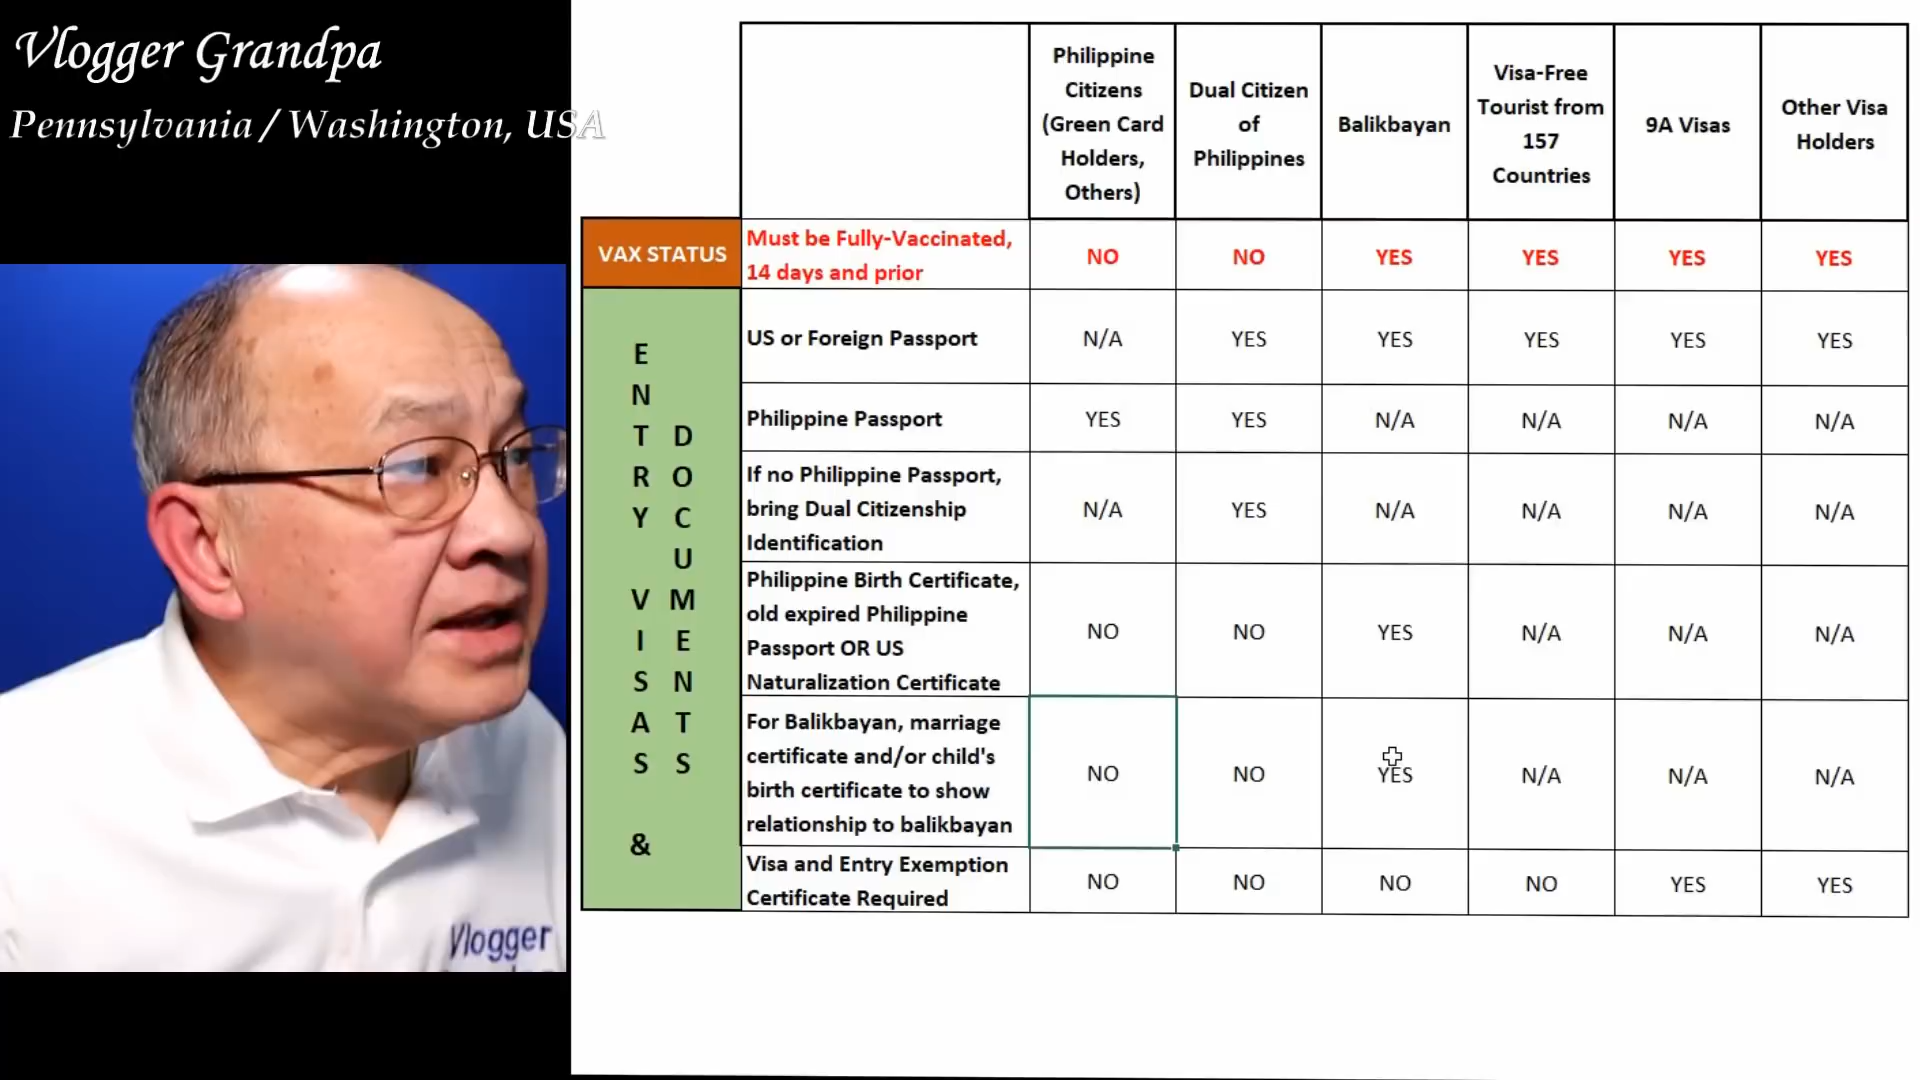 Vlogger Grandpa
Pennsylvania / Washington, USA
Philippine
Citizens
(Green Card
Holders,
Others)
Dual Citizen
of
Philippines
Balikbayan
Visa-Free
Tourist from
157
Countries
9A Visas
Other Visa
Holders
VAX STATUS
Must be Fully-Vaccinated,
14 days and prior
NO
NO
YES
YES
YES
YES
ENTRY VISAS &
DOCUMENTS
US or Foreign Passport
N/A
YES
YES
YES
YES
YES
Philippine Passport
YES
YES
N/A
N/A
N/A
N/A
If no Philippine Passport,
bring Dual Citizenship
Identification
N/A
YES
N/A
N/A
N/A
N/A
Philippine Birth Certificate,
old expired Philippine
Passport OR US
Naturalization Certificate
NO
NO
YES
N/A
N/A
N/A
For Balikbayan, marriage
certificate and/or child's
birth certificate to show
relationship to balikbayan
NO
NO
YES
N/A
N/A
N/A
Visa and Entry Exemption
Certificate Required
NO
NO
NO
NO
YES
YES
Vlogger